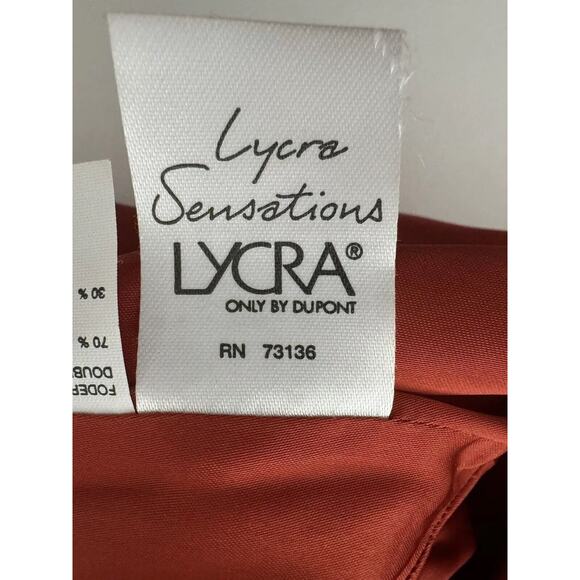 Lycra
Sensations
LYCRA®
ONLY BY DUPONT
RN 73136
30 %
70 %
FODER
DOUB